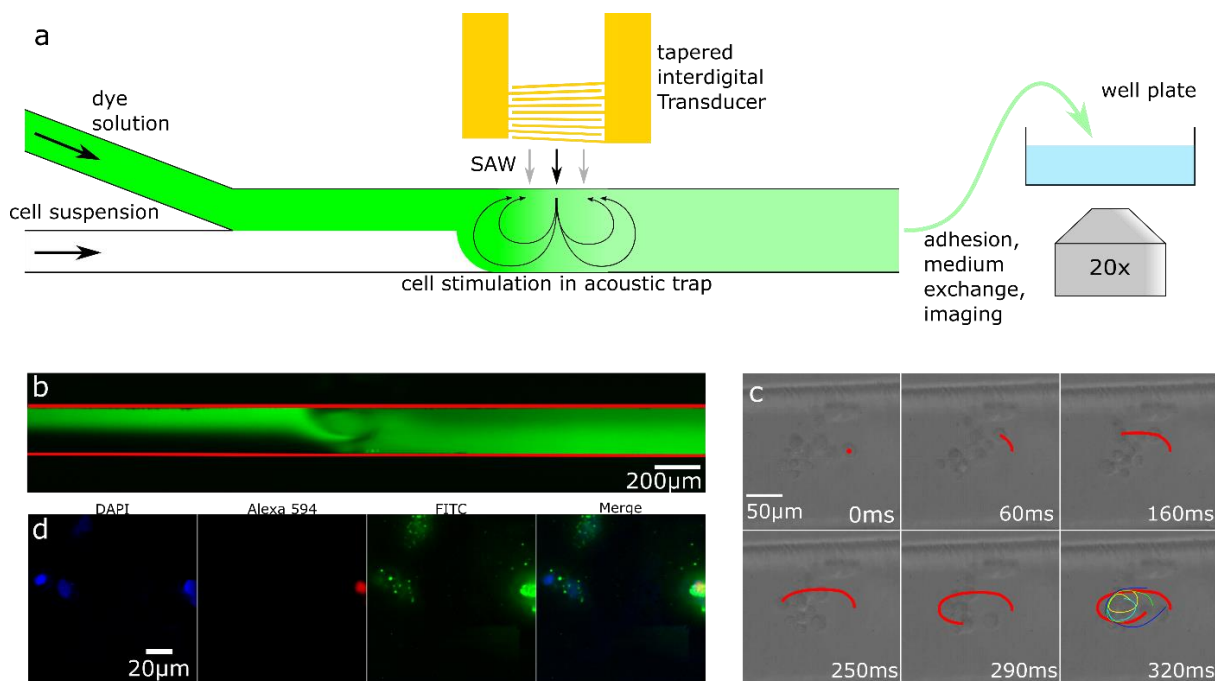 a
dye
solution
cell suspension
tapered
interdigital
Transducer
SAW
cell stimulation in acoustic trap
well plate
adhesion,
medium
exchange,
imaging
20x
b
200µm
DAPI Alexa 594 FITC Merge
d
20µm
c
50µm
0ms
60ms
160ms
250ms
290ms
320ms